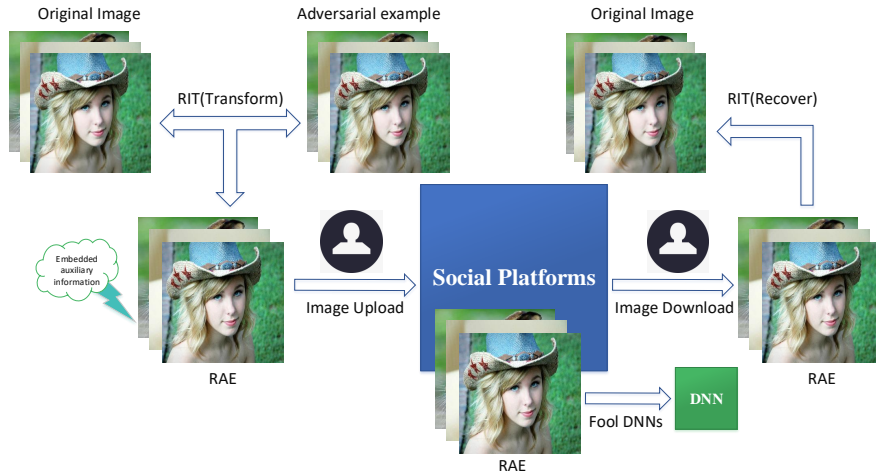 Original Image
Adversarial example
Original Image
RIT(Transform)
RIT(Recover)
Embedded
auxiliary
information
Social Platforms
Image Upload
Image Download
RAE
RAE
DNN
Fool DNNs
RAE